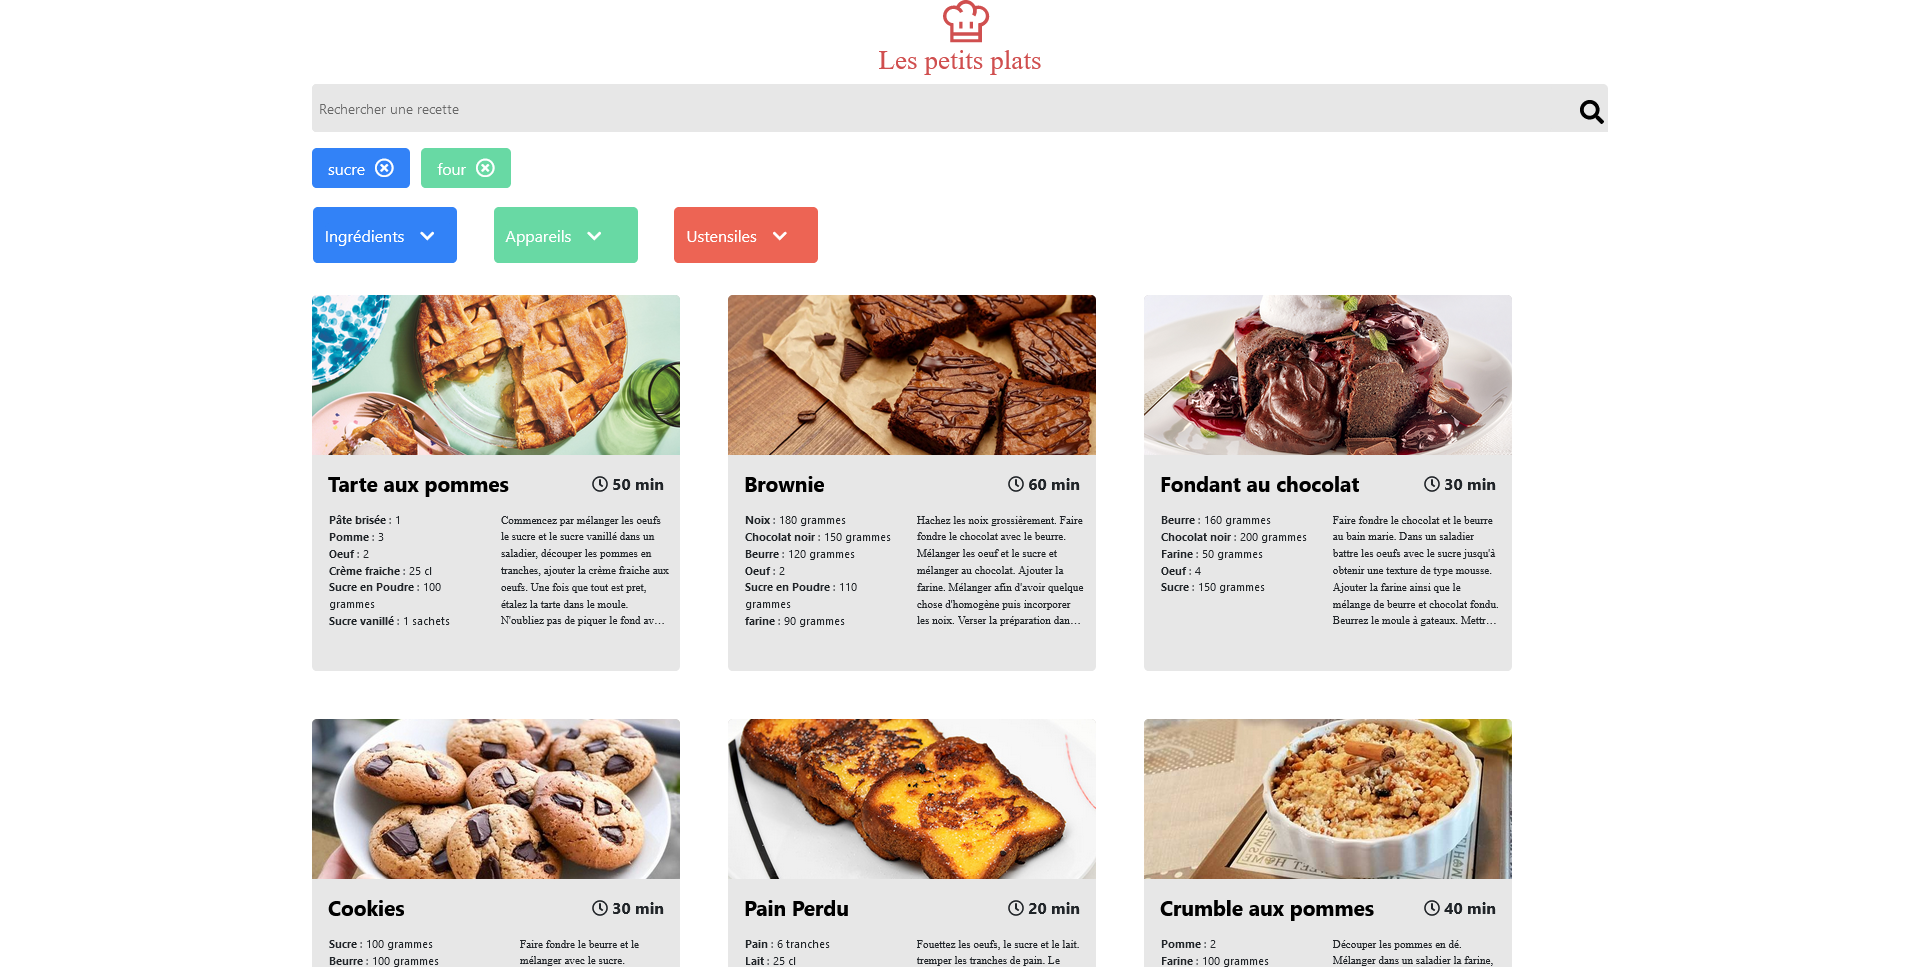 Les petits plats
Rechercher une recette
sucre
four
Ingrédients
Appareils
Ustensiles
Tarte aux pommes
50 min
Pâte brisée : 1
Pomme : 3
Oeuf : 2
Crème fraiche : 25 cl
Sucre en Poudre : 100
grammes
Sucre vanillé : 1 sachets
Commencez par mélanger les oeufs
le sucre et le sucre vanillé dans un
saladier, découper les pommes en
tranches, ajouter la crème fraiche aux
oeufs. Une fois que tout est pret,
étalez la tarte dans le moule.
N'oubliez pas de piquer le fond av...
Brownie
60 min
Noix : 180 grammes
Chocolat noir : 150 grammes
Beurre : 120 grammes
Oeuf : 2
Sucre en Poudre : 110
grammes
farine : 90 grammes
Hachez les noix grossièrement. Faire
fondre le chocolat avec le beurre.
Mélanger les oeuf et le sucre et
mélanger au chocolat. Ajouter la
farine. Mélanger afin d'avoir quelque
chose d'homogène puis incorporer
les noix. Verser la préparation dan...
Fondant au chocolat
30 min
Beurre : 160 grammes
Chocolat noir : 200 grammes
Farine : 50 grammes
Oeuf : 4
Sucre : 150 grammes
Faire fondre le chocolat et le beurre
au bain marie. Dans un saladier
battre les oeufs avec le sucre jusqu'à
obtenir une texture de type mousse.
Ajouter la farine ainsi que le
mélange de beurre et chocolat fondu.
Beurrez le moule à gateaux. Mettr...
Cookies
30 min
Sucre : 100 grammes
Beurre : 100 grammes
Faire fondre le beurre et le
mélanger avec le sucre.
Pain Perdu
20 min
Pain : 6 tranches
Lait : 25 cl
Fouettez les oeufs, le sucre et le lait.
tremper les tranches de pain. Le
HOME
Crumble aux pommes
40 min
Pomme : 2
Farine : 100 grammes
Découper les pommes en dé.
Mélanger dans un saladier la farine,